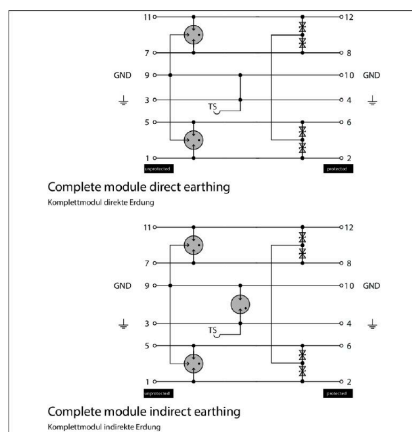 11 12
7 8
GND 9 10 GND
3 4
TS
5 6
1 2
unprotected protected
Complete module direct earthing
Komplettmodul direkte Erdung
11 12
7 8
GND 9 10 GND
3 4
TS
5 6
1 2
unprotected protected
Complete module indirect earthing
Komplettmodul indirekte Erdung